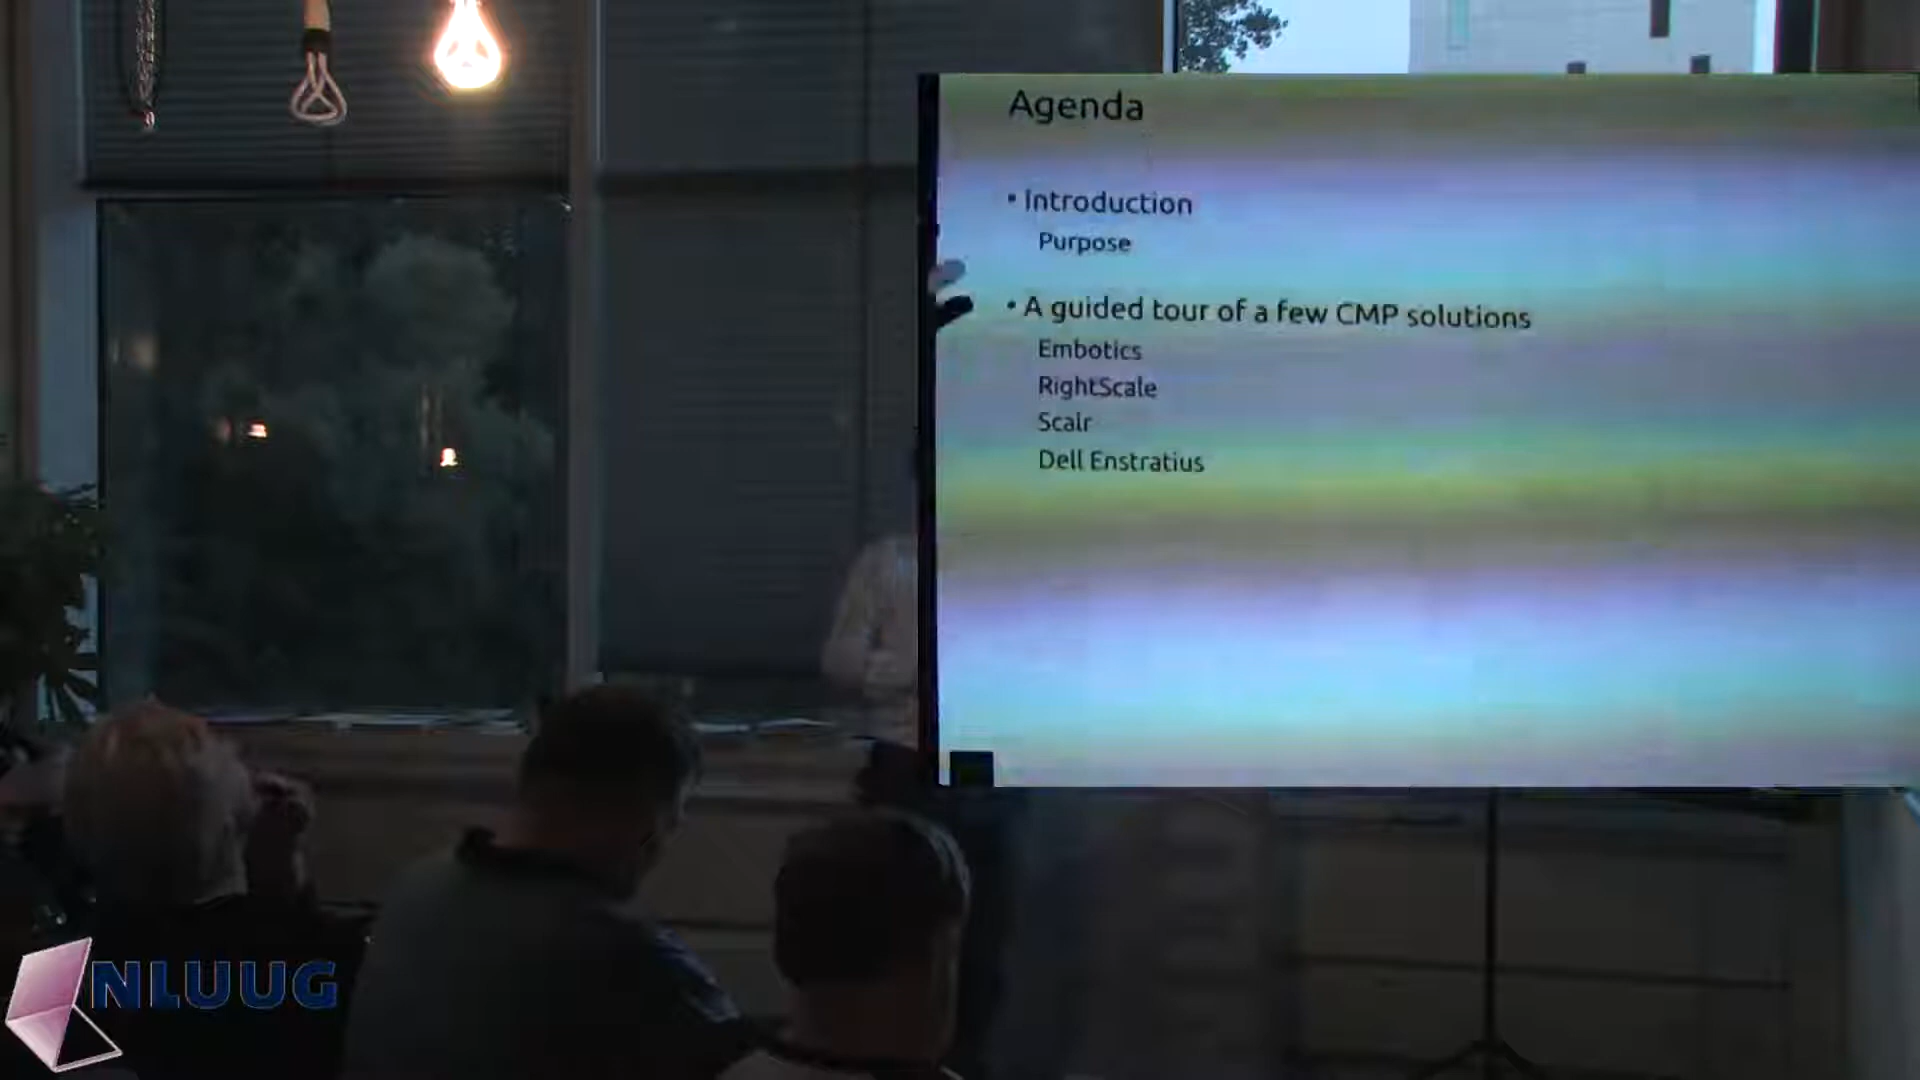 Agenda
• Introduction
Purpose
• A guided tour of a few CMP solutions
Embotics
RightScale
Scalr
Dell Enstratius
NLUUG